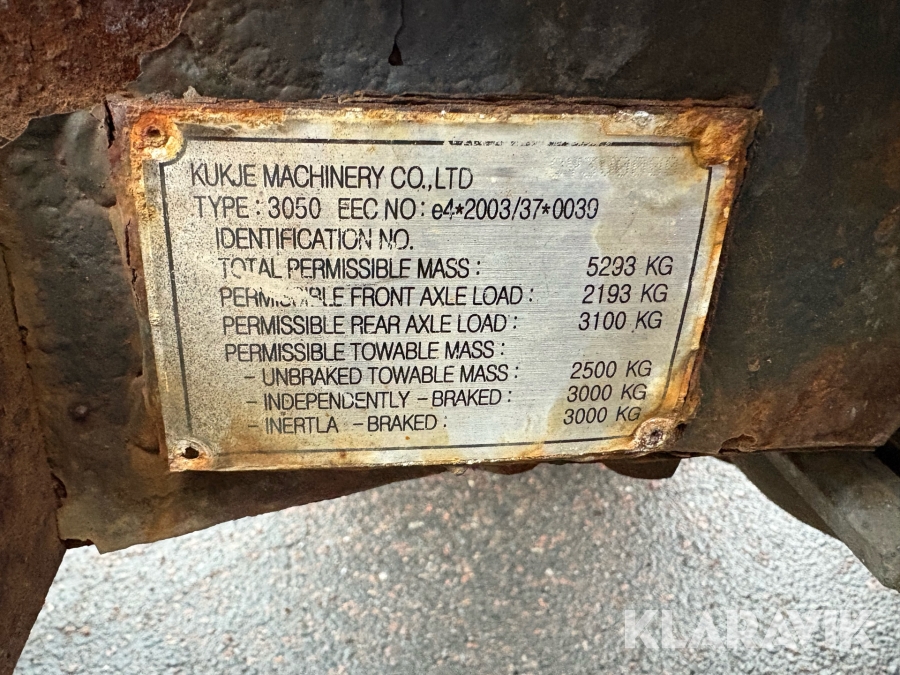 KUKJE MACHINERY CO.,LTD
TYPE : 3050 EEC NO : e4*2003/37*0039
IDENTIFICATION NO.
TOTAL PERMISSIBLE MASS : 5293 KG
PERMISSIBLE FRONT AXLE LOAD : 2193 KG
PERMISSIBLE REAR AXLE LOAD : 3100 KG
PERMISSIBLE TOWABLE MASS :
- UNBRAKED TOWABLE MASS : 2500 KG
- INDEPENDENTLY - BRAKED : 3000 KG
- INERTLA - BRAKED : 3000 KG
KLARAVIK